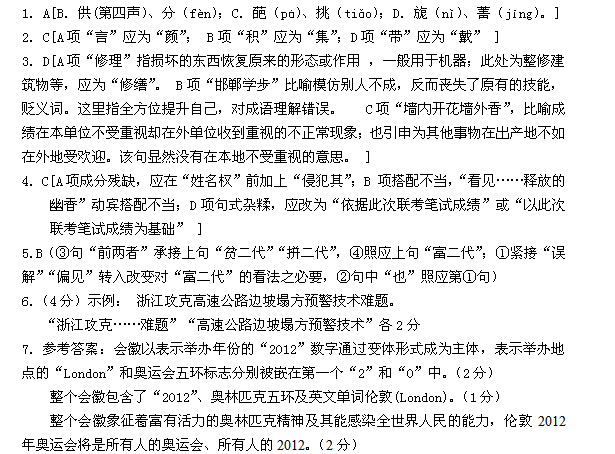 1. A[B. 供(第四声)、分（fèn）；C. 葩（pā）、挑（tiǎo）；D. 旎（nǐ）、菁（jīng）。]
2. C[A项“言”应为“颜”； B项“积”应为“集”；D项“带”应为“戴” ]
3. D[A项“修理”指损坏的东西恢复原来的形态或作用 ，一般用于机器；此处为整修建
筑物等，应为“修缮”。 B项“邯郸学步”比喻模仿别人不成，反而丧失了原有的技能，
贬义词。这里指全方位提升自己，对成语理解错误。 C项“墙内开花墙外香”，比喻成
绩在本单位不受重视却在外单位收到重视的不正常现象；也引申为其他事物在出产地不如
在外地受欢迎。该句显然没有在本地不受重视的意思。 ]
4. C[A项成分残缺，应在“姓名权”前加上“侵犯其”；B 项搭配不当，“看见……释放的
幽香”动宾搭配不当；D项句式杂糅，应改为“依据此次联考笔试成绩”或“以此次
联考笔试成绩为基础” ]
5.B（③句“前两者”承接上句“贫二代”“拼二代”，④照应上句“富二代”；①紧接“误
解”“偏见”转入改变对“富二代”的看法之必要，②句中“也”照应第①句）
6.（4分）示例： 浙江攻克高速公路边坡塌方预警技术难题。
“浙江攻克……难题”“高速公路边坡塌方预警技术”各2分
7. 参考答案：会徽以表示举办年份的“2012”数字通过变体形式成为主体，表示举办地
点的“London”和奥运会五环标志分别被嵌在第一个“2”和“0”中。（2分）
整个会徽包含了“2012”、奥林匹克五环及英文单词伦敦(London)。（1分）
整个会徽象征着富有活力的奥林匹克精神及其能感染全世界人民的能力，伦敦 2012
年奥运会将是所有人的奥运会、所有人的2012。（2分）